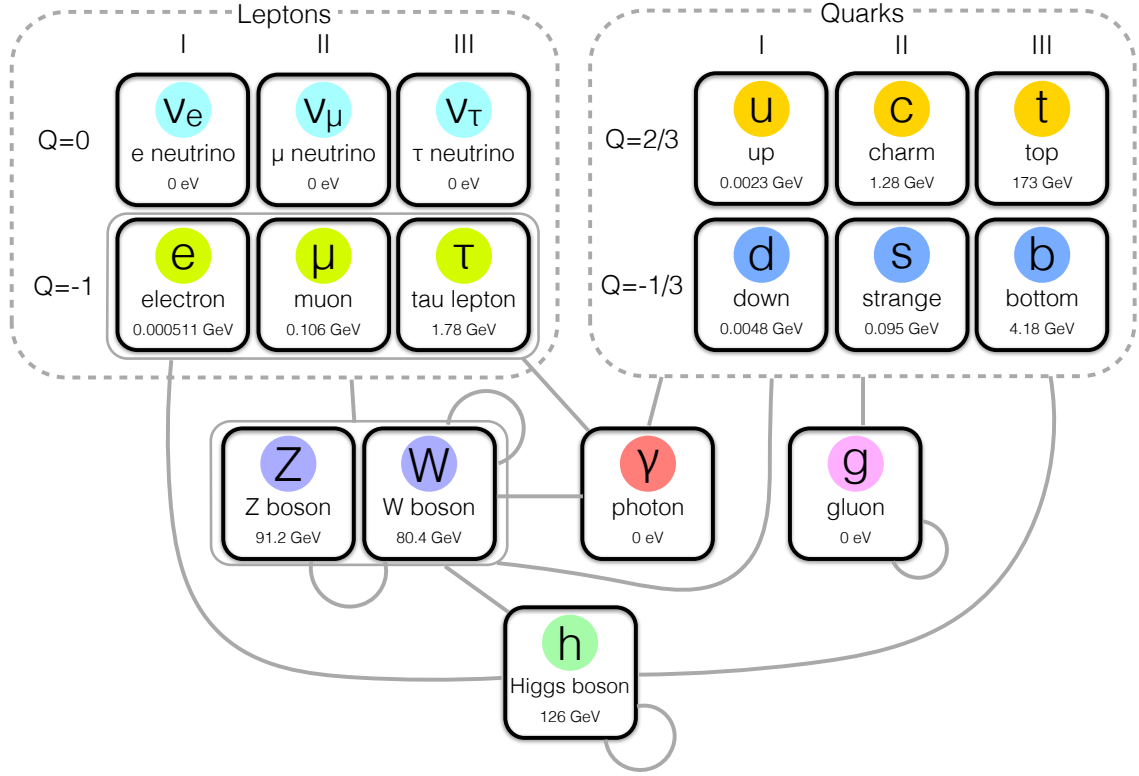 Leptons
I II III
Q=0
νe νμ ντ
e neutrino μ neutrino τ neutrino
0 eV 0 eV 0 eV
Q=-1
e μ τ
electron muon tau lepton
0.000511 GeV 0.106 GeV 1.78 GeV
Quarks
I II III
Q=2/3
u c t
up charm top
0.0023 GeV 1.28 GeV 173 GeV
Q=-1/3
d s b
down strange bottom
0.0048 GeV 0.095 GeV 4.18 GeV
Z W γ g
Z boson W boson photon gluon
91.2 GeV 80.4 GeV 0 eV 0 eV
h
Higgs boson
126 GeV